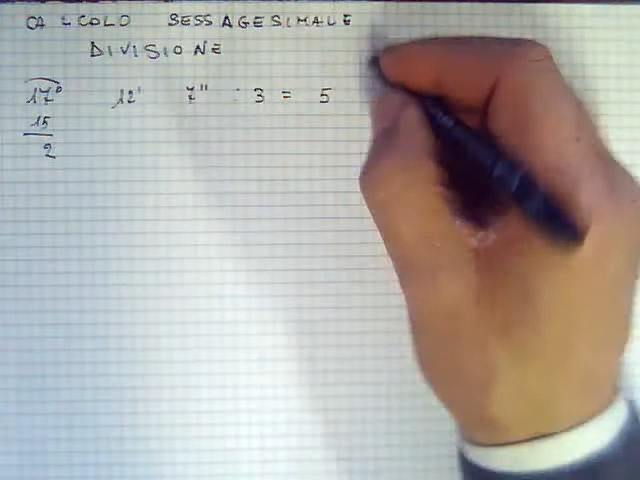 CALCOLO SESSAGESIMALE
DIVISIONE
17° 12' 7" : 3 = 5
15
2